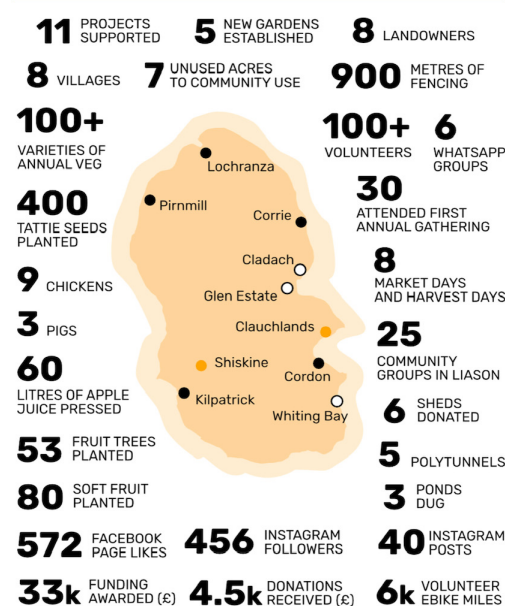 11 PROJECTS SUPPORTED
5 NEW GARDENS ESTABLISHED
8 LANDOWNERS
8 VILLAGES
7 UNUSED ACRES TO COMMUNITY USE
900 METRES OF FENCING
100+
VARIETIES OF
ANNUAL VEG
100+
VOLUNTEERS
6
WHATSAPP
GROUPS
400
TATTIE SEEDS
PLANTED
30
ATTENDED FIRST
ANNUAL GATHERING
9 CHICKENS
8
MARKET DAYS
AND HARVEST DAYS
3 PIGS
25
COMMUNITY
GROUPS IN LIASON
60
LITRES OF APPLE
JUICE PRESSED
6 SHEDS DONATED
53 FRUIT TREES PLANTED
5 POLYTUNNELS
80 SOFT FRUIT PLANTED
3 PONDS DUG
Lochranza
Pirnmill
Corrie
Cladach
Glen Estate
Clauchlands
Shiskine
Cordon
Kilpatrick
Whiting Bay
572 FACEBOOK PAGE LIKES
456 INSTAGRAM FOLLOWERS
40 INSTAGRAM POSTS
33k FUNDING AWARDED (£)
4.5k DONATIONS RECEIVED (£)
6k VOLUNTEER EBIKE MILES